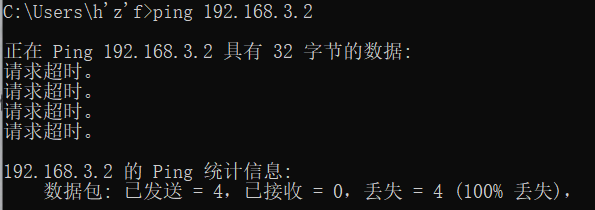 C:\Users\h'z'f>ping 192.168.3.2
正在 Ping 192.168.3.2 具有 32 字节的数据:
请求超时。
请求超时。
请求超时。
请求超时。
192.168.3.2 的 Ping 统计信息:
数据包: 已发送 = 4，已接收 = 0，丢失 = 4 (100% 丢失)，